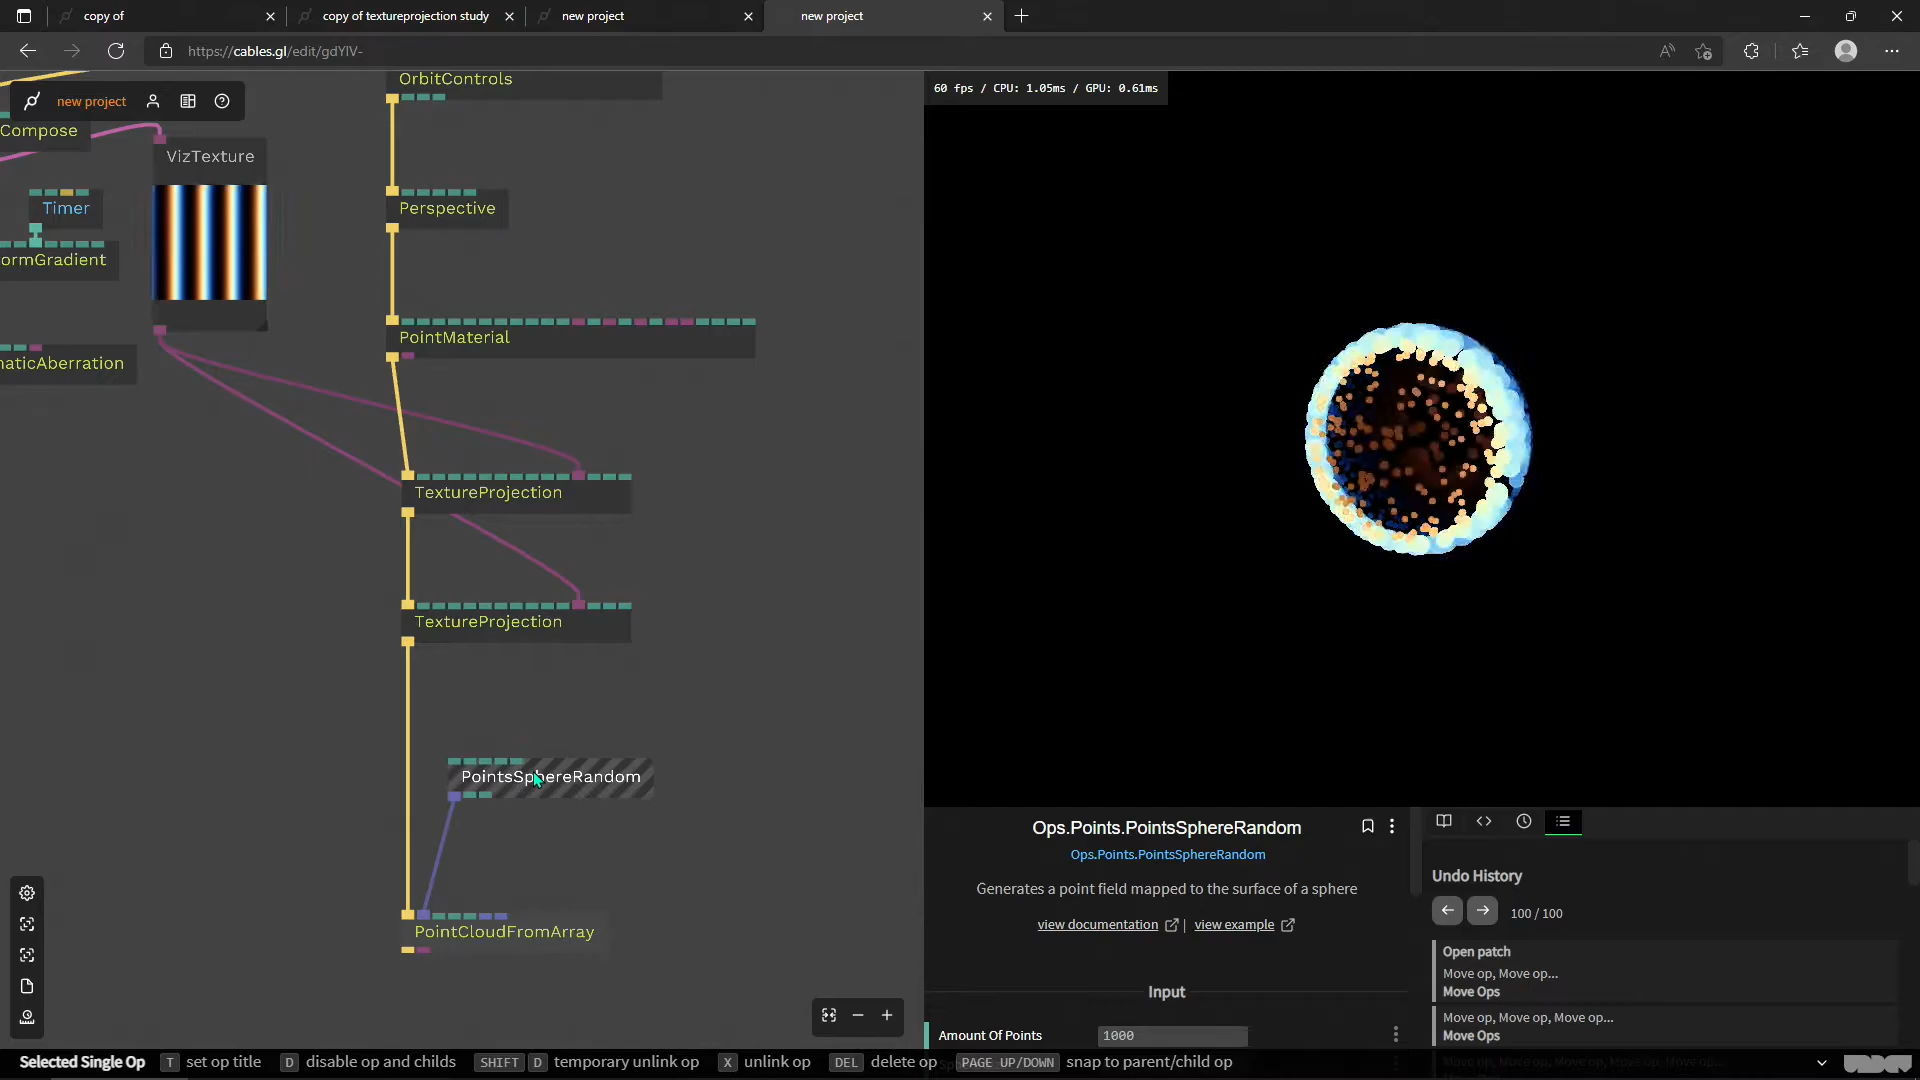 copy of
copy of textureprojection study
new project
new project
https://cables.gl/edit/gdYlV-
new project
60 fps / CPU: 1.05ms / GPU: 0.61ms
OrbitControls
Compose
VizTexture
Timer
Perspective
ormGradient
PointMaterial
naticAberration
TextureProjection
TextureProjection
PointsSphereRandom
PointCloudFromArray
Ops.Points.PointsSphereRandom
Ops.Points.PointsSphereRandom
Generates a point field mapped to the surface of a sphere
view documentation | view example
Input
Amount Of Points 1000
Undo History
100 / 100
Open patch
Move op, Move op...
Move Ops
Move op, Move op, Move op...
Move Ops
Selected Single Op T set op title D disable op and childs SHIFT D temporary unlink op X unlink op DEL delete op PAGE UP/DOWN snap to parent/child op